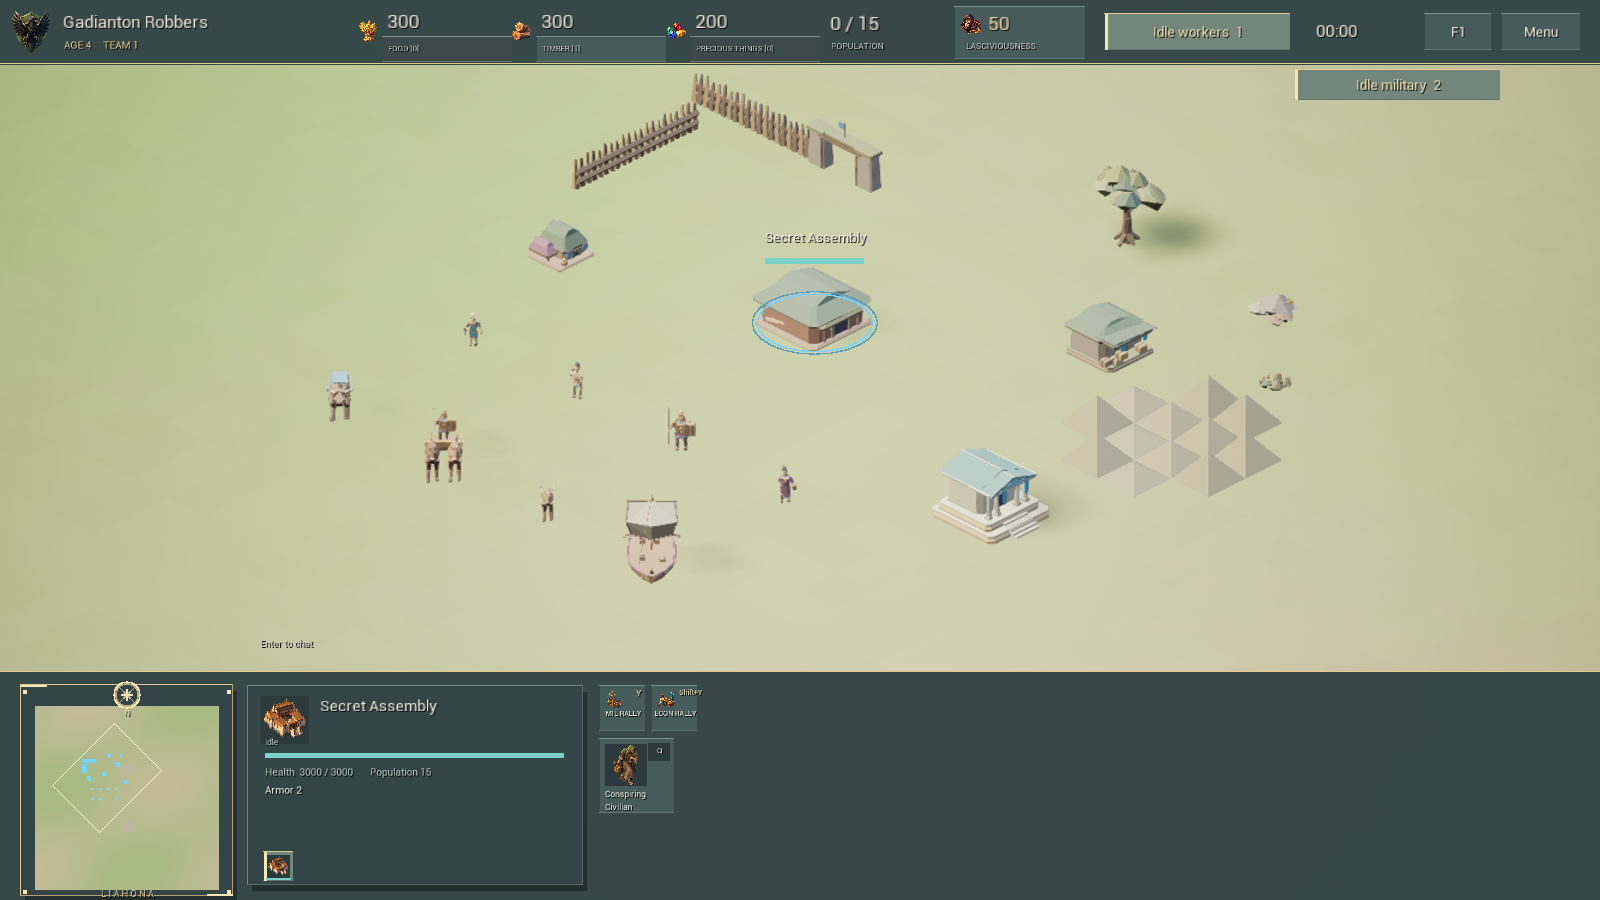 Gadianton Robbers
AGE 4 TEAM 1
300
FOOD [0]
300
TIMBER [1]
200
PRECIOUS THINGS [0]
0 / 15
POPULATION
50
LASCIVIOUSNESS
Idle workers 1
00:00
F1
Menu
Idle military 2
Secret Assembly
Enter to chat
N
LIAHONA
Secret Assembly
idle
Health 3000 / 3000 Population 15
Armor 2
Y
MIL RALLY
Shift+Y
ECON RALLY
Q
Conspiring
Civilian